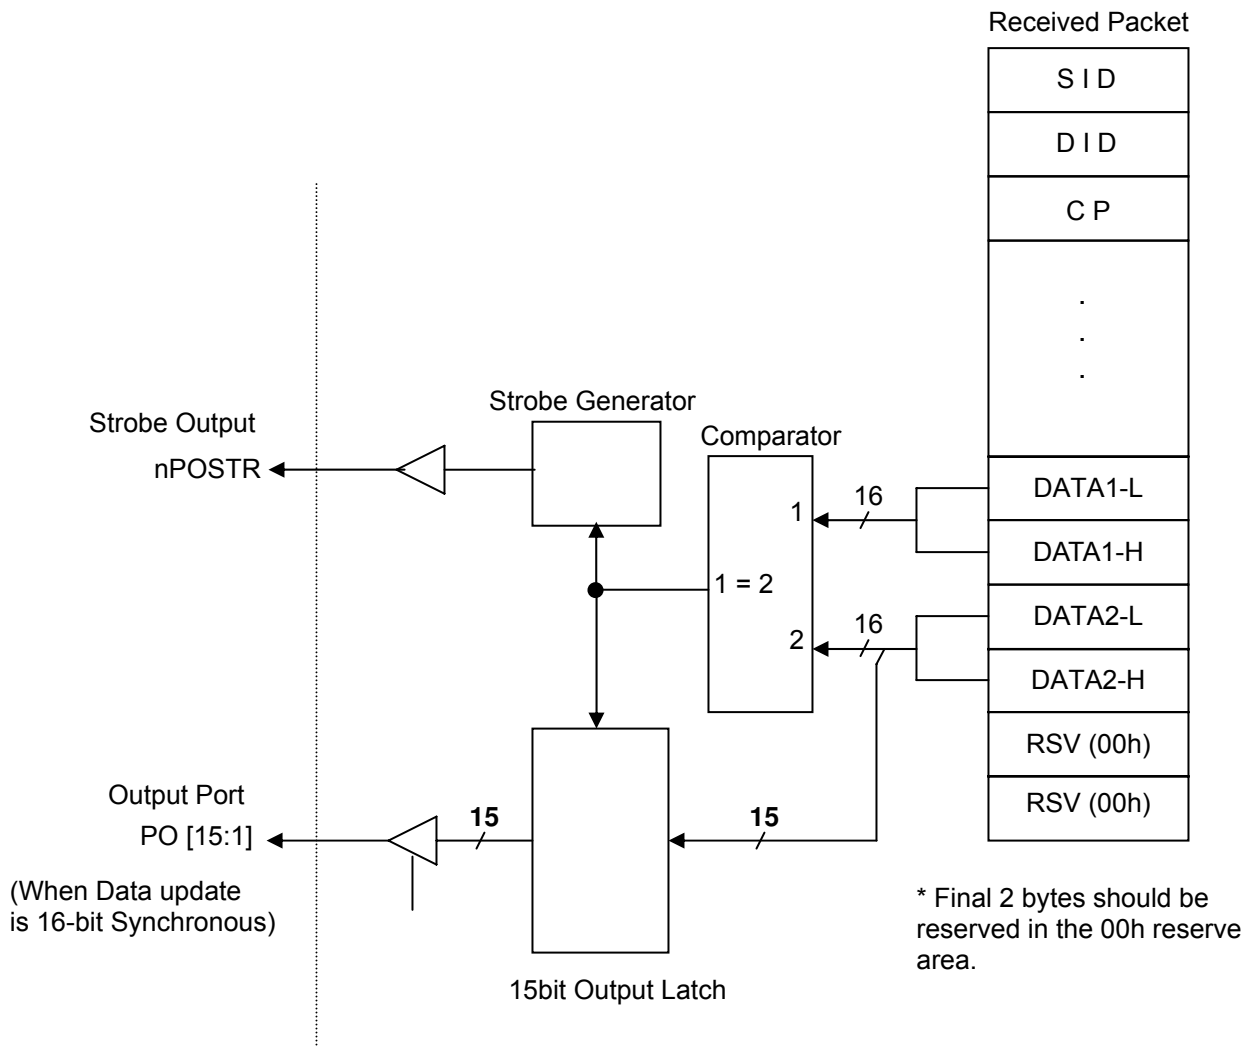 Received Packet
S I D
D I D
C P
.
.
.
Strobe Generator
Strobe Output
nPOSTR
Comparator
1
16
DATA1-L
DATA1-H
1 = 2
2
16
DATA2-L
DATA2-H
RSV (00h)
RSV (00h)
Output Port
PO [15:1]
15
15
(When Data update
is 16-bit Synchronous)
* Final 2 bytes should be
reserved in the 00h reserve
area.
15bit Output Latch